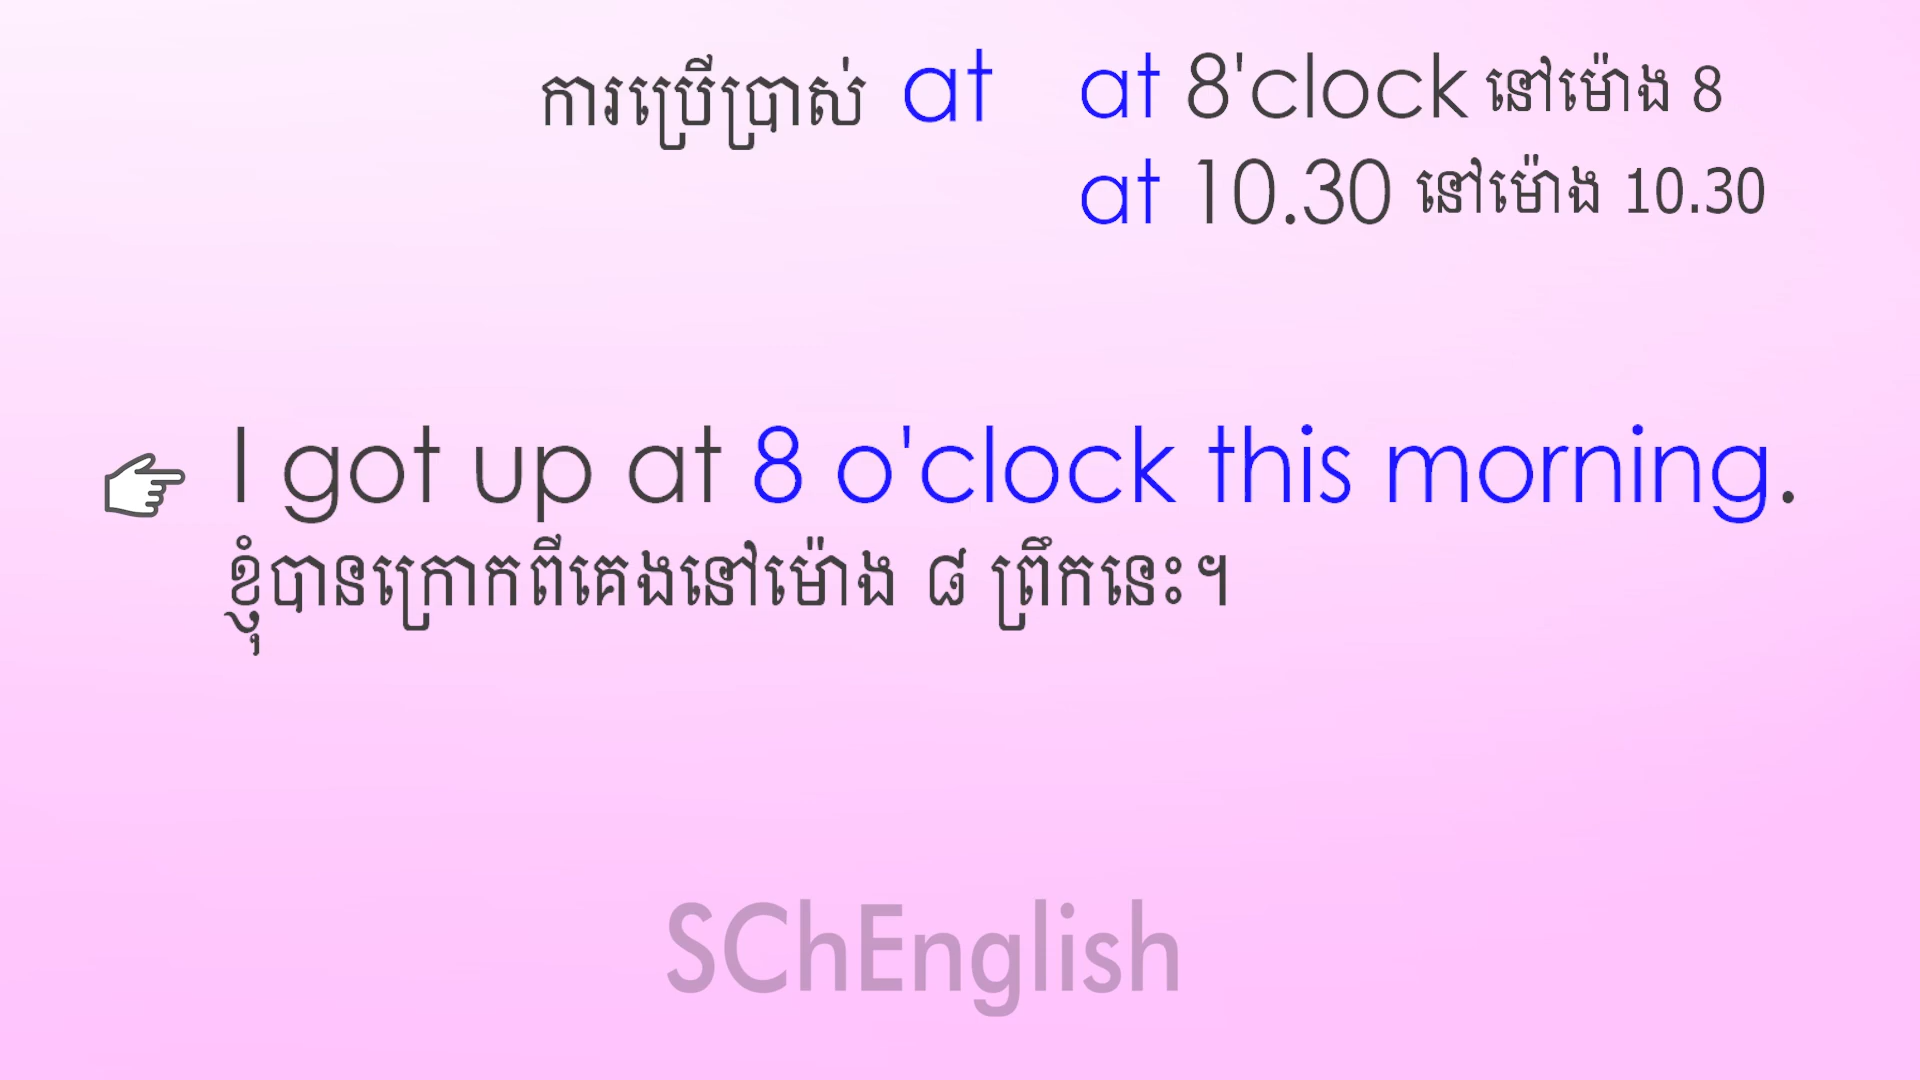 ការប្រើប្រាស់ at
at 8'clock នៅម៉ោង 8
at 10.30 នៅម៉ោង 10.30
I got up at 8 o'clock this morning.
ខ្ញុំបានក្រោកពីគេងនៅម៉ោង ៨ ព្រឹកនេះ។
SChEnglish